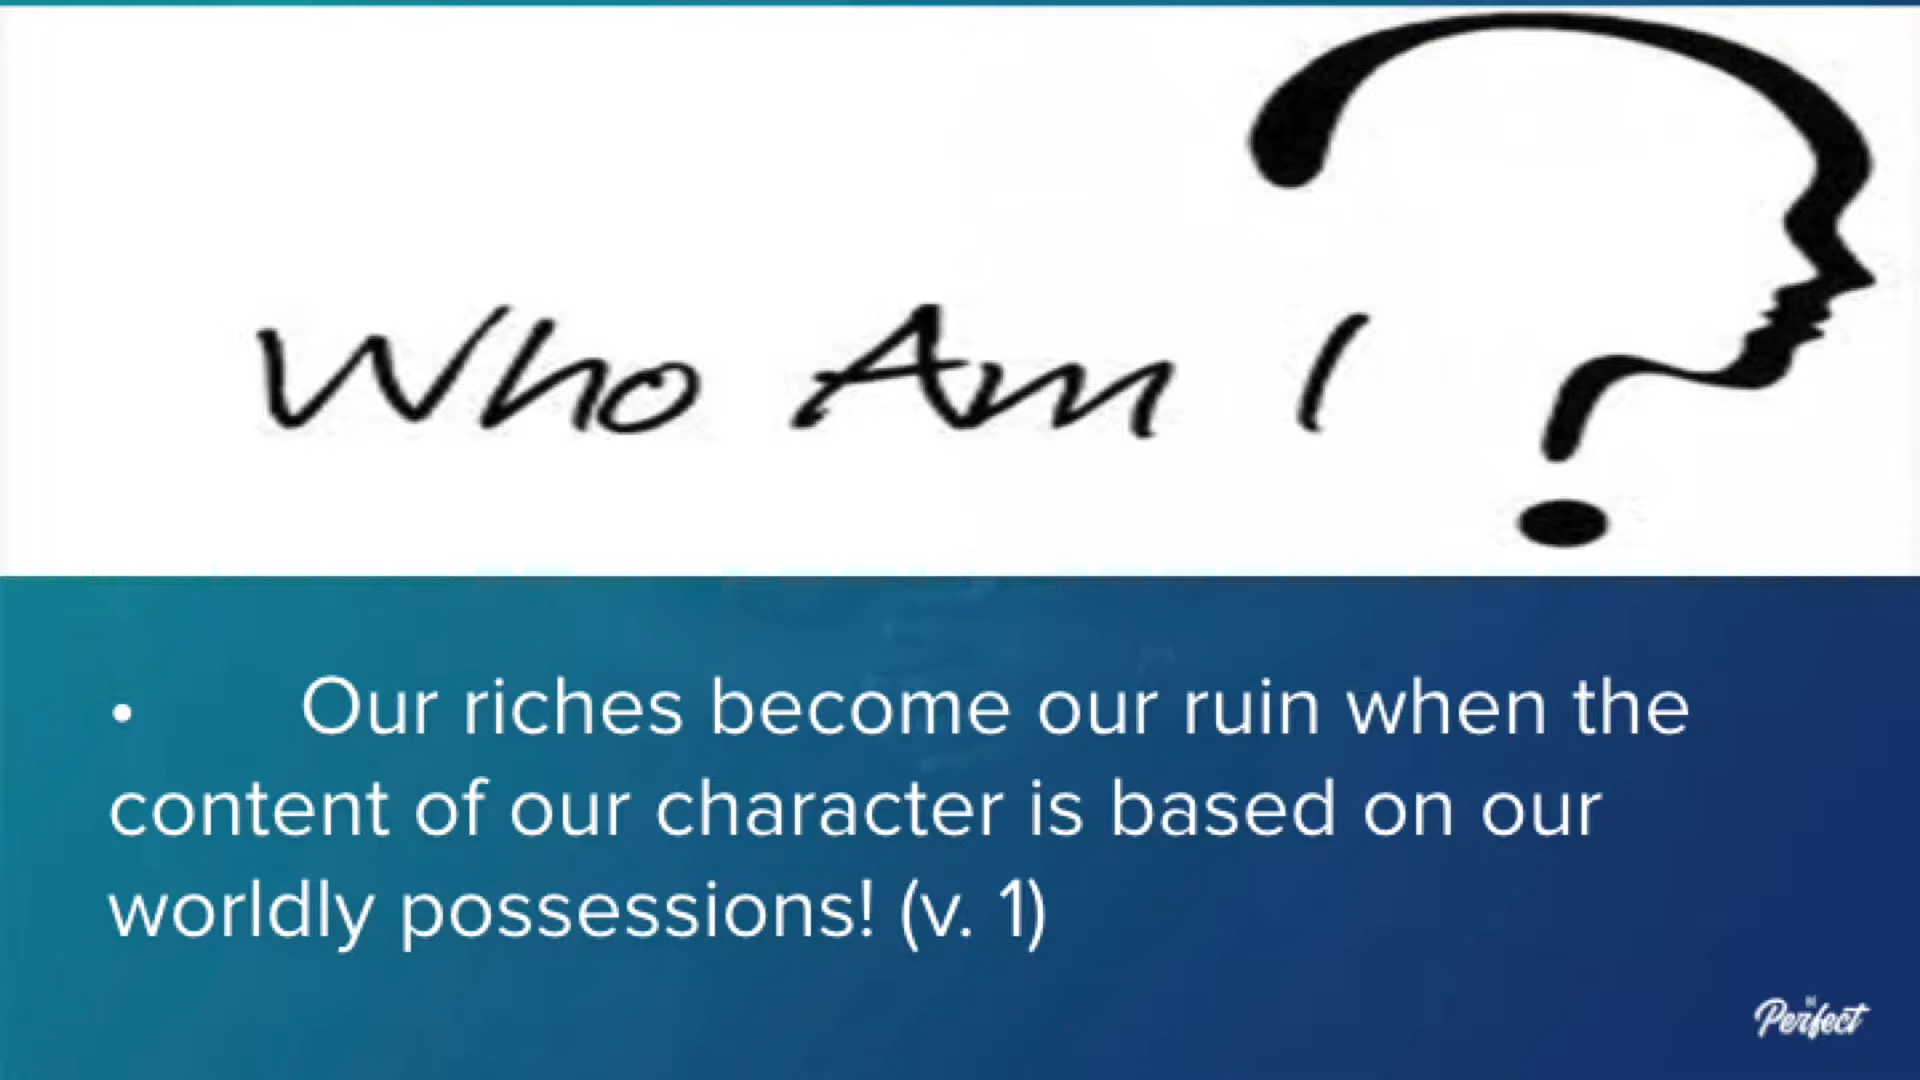 Who Am I ?
• Our riches become our ruin when the
content of our character is based on our
worldly possessions! (v. 1)
BE
Perfect